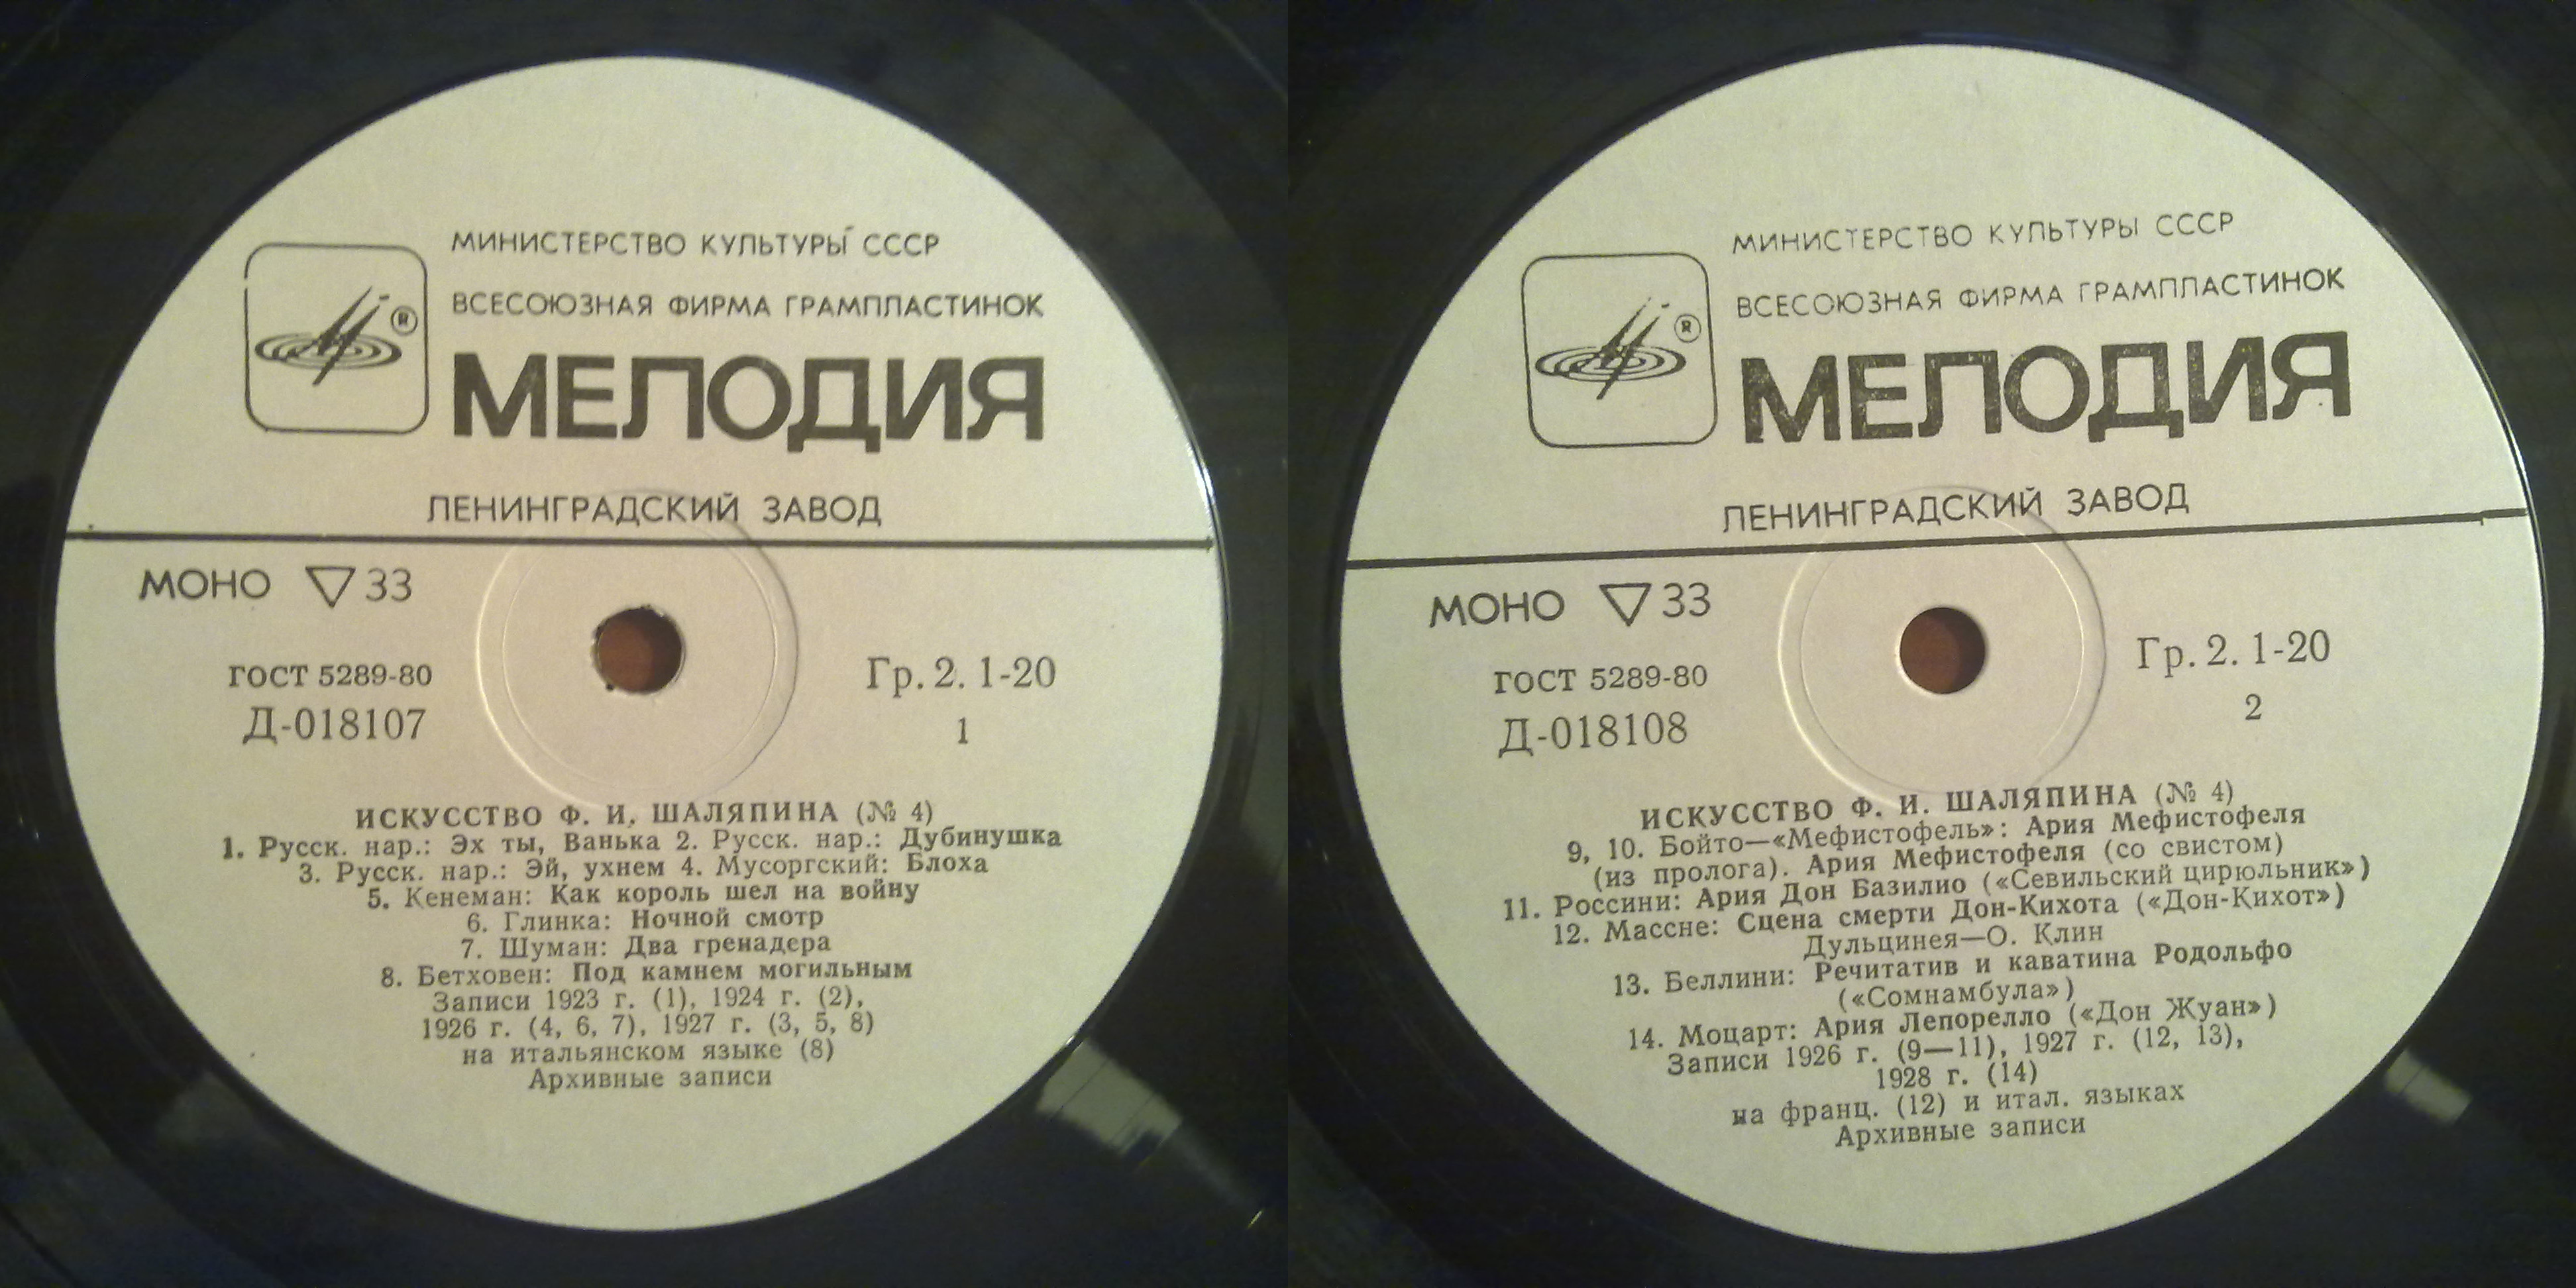 МИНИСТЕРСТВО КУЛЬТУРЫ СССР
ВСЕСОЮЗНАЯ ФИРМА ГРАМПЛАСТИНОК
®
МЕЛОДИЯ
ЛЕНИНГРАДСКИЙ ЗАВОД
МОНО ▽ 33
ГОСТ 5289-80
Гр. 2. 1-20
Д-018107
1
ИСКУССТВО Ф. И. ШАЛЯПИНА (№ 4)
1. Русск. нар.: Эх ты, Ванька 2. Русск. нар.: Дубинушка
3. Русск. нар.: Эй, ухнем 4. Мусоргский: Блоха
5. Кенеман: Как король шел на войну
6. Глинка: Ночной смотр
7. Шуман: Два гренадера
8. Бетховен: Под камнем могильным
Записи 1923 г. (1), 1924 г. (2),
1926 г. (4, 6, 7), 1927 г. (3, 5, 8)
на итальянском языке (8)
Архивные записи
МИНИСТЕРСТВО КУЛЬТУРЫ СССР
ВСЕСОЮЗНАЯ ФИРМА ГРАМПЛАСТИНОК
®
МЕЛОДИЯ
ЛЕНИНГРАДСКИЙ ЗАВОД
МОНО ▽ 33
ГОСТ 5289-80
Гр. 2. 1-20
Д-018108
2
ИСКУССТВО Ф. И. ШАЛЯПИНА (№ 4)
9, 10. Бойто—«Мефистофель»: Ария Мефистофеля
(из пролога). Ария Мефистофеля (со свистом)
11. Россини: Ария Дон Базилио («Севильский цирюльник»)
12. Массне: Сцена смерти Дон-Кихота («Дон-Кихот»)
Дульцинея—О. Клин
13. Беллини: Речитатив и каватина Родольфо
(«Сомнамбула»)
14. Моцарт: Ария Лепорелло («Дон Жуан»)
Записи 1926 г. (9—11), 1927 г. (12, 13),
1928 г. (14)
на франц. (12) и итал. языках
Архивные записи